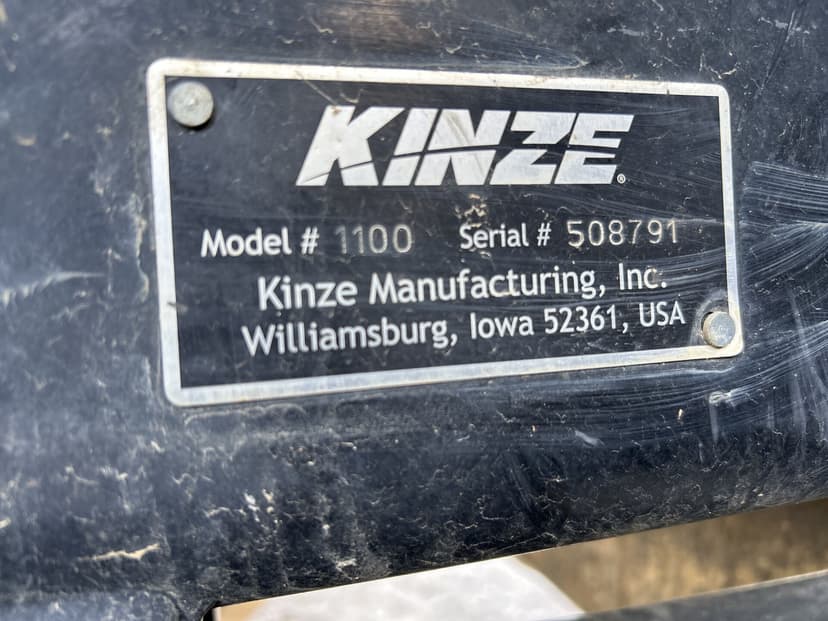 KINZE®
Model # 1100 Serial # 508791
Kinze Manufacturing, Inc.
Williamsburg, Iowa 52361, USA